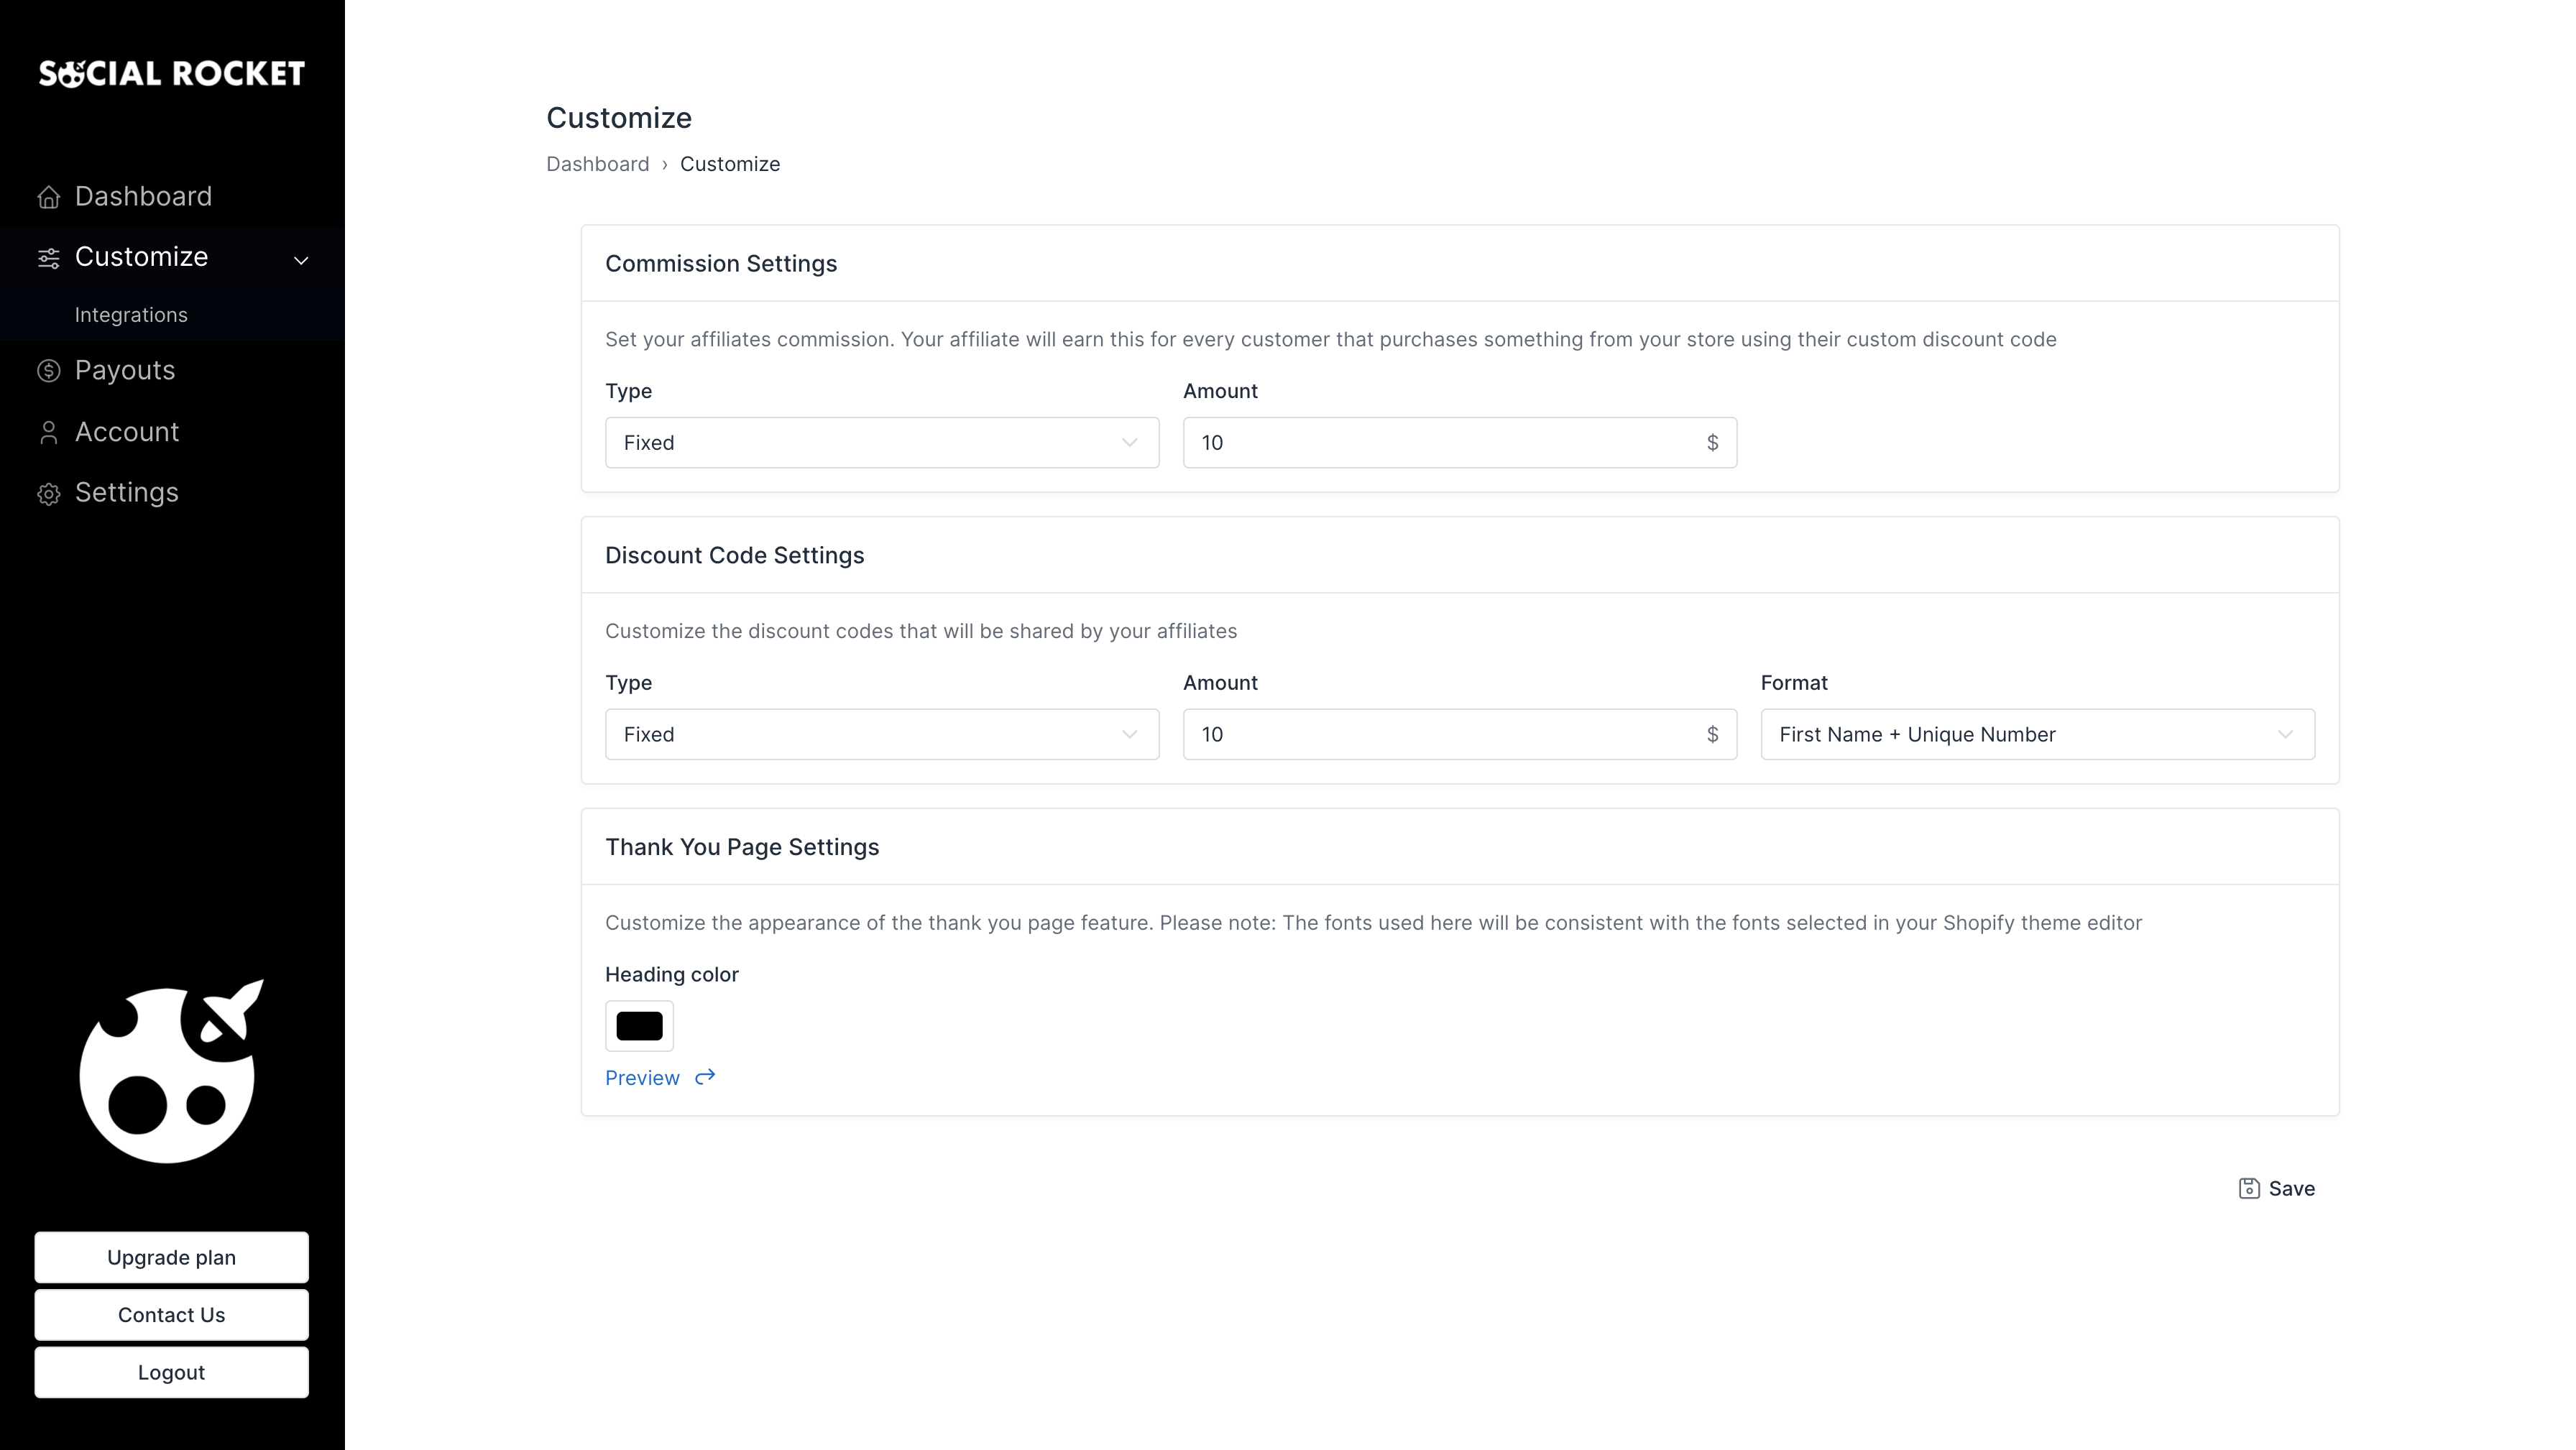 SOCIAL ROCKET
Dashboard
Customize
Integrations
Payouts
Account
Settings
Upgrade plan
Contact Us
Logout
Customize
Dashboard › Customize
Commission Settings
Set your affiliates commission. Your affiliate will earn this for every customer that purchases something from your store using their custom discount code
Type
Amount
Fixed
10 $
Discount Code Settings
Customize the discount codes that will be shared by your affiliates
Type
Amount
Format
Fixed
10 $
First Name + Unique Number
Thank You Page Settings
Customize the appearance of the thank you page feature. Please note: The fonts used here will be consistent with the fonts selected in your Shopify theme editor
Heading color
Preview
Save